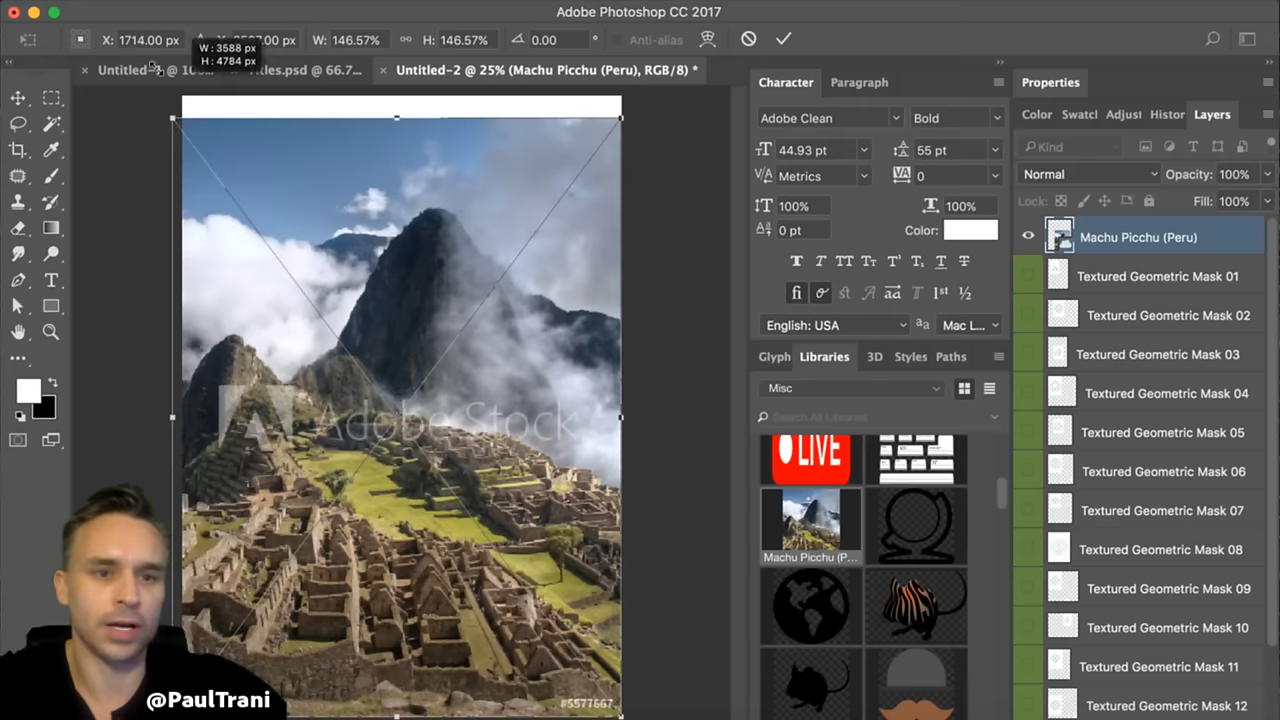 Adobe Photoshop CC 2017
X: 1714.00 px W: 146.57% H: 146.57% 0.00 ° Anti-alias
W : 3588 px
H : 4784 px
Untitled-2 @ 25% (Machu Picchu (Peru), RGB/8) *
Character Paragraph
Adobe Clean Bold
44.93 pt 55 pt
Metrics 0
100% 100%
0 pt Color:
English: USA Mac L...
Glyph Libraries 3D Styles Paths
Misc
Search All Libraries
LIVE
Machu Picchu (P...
Properties
Color Swatcl Adjust Histor Layers
Kind
Normal Opacity: 100%
Lock: Fill: 100%
Machu Picchu (Peru)
Textured Geometric Mask 01
Textured Geometric Mask 02
Textured Geometric Mask 03
Textured Geometric Mask 04
Textured Geometric Mask 05
Textured Geometric Mask 06
Textured Geometric Mask 07
Textured Geometric Mask 08
Textured Geometric Mask 09
Textured Geometric Mask 10
Textured Geometric Mask 11
Textured Geometric Mask 12
Adobe Stock
#5577667
@PaulTrani